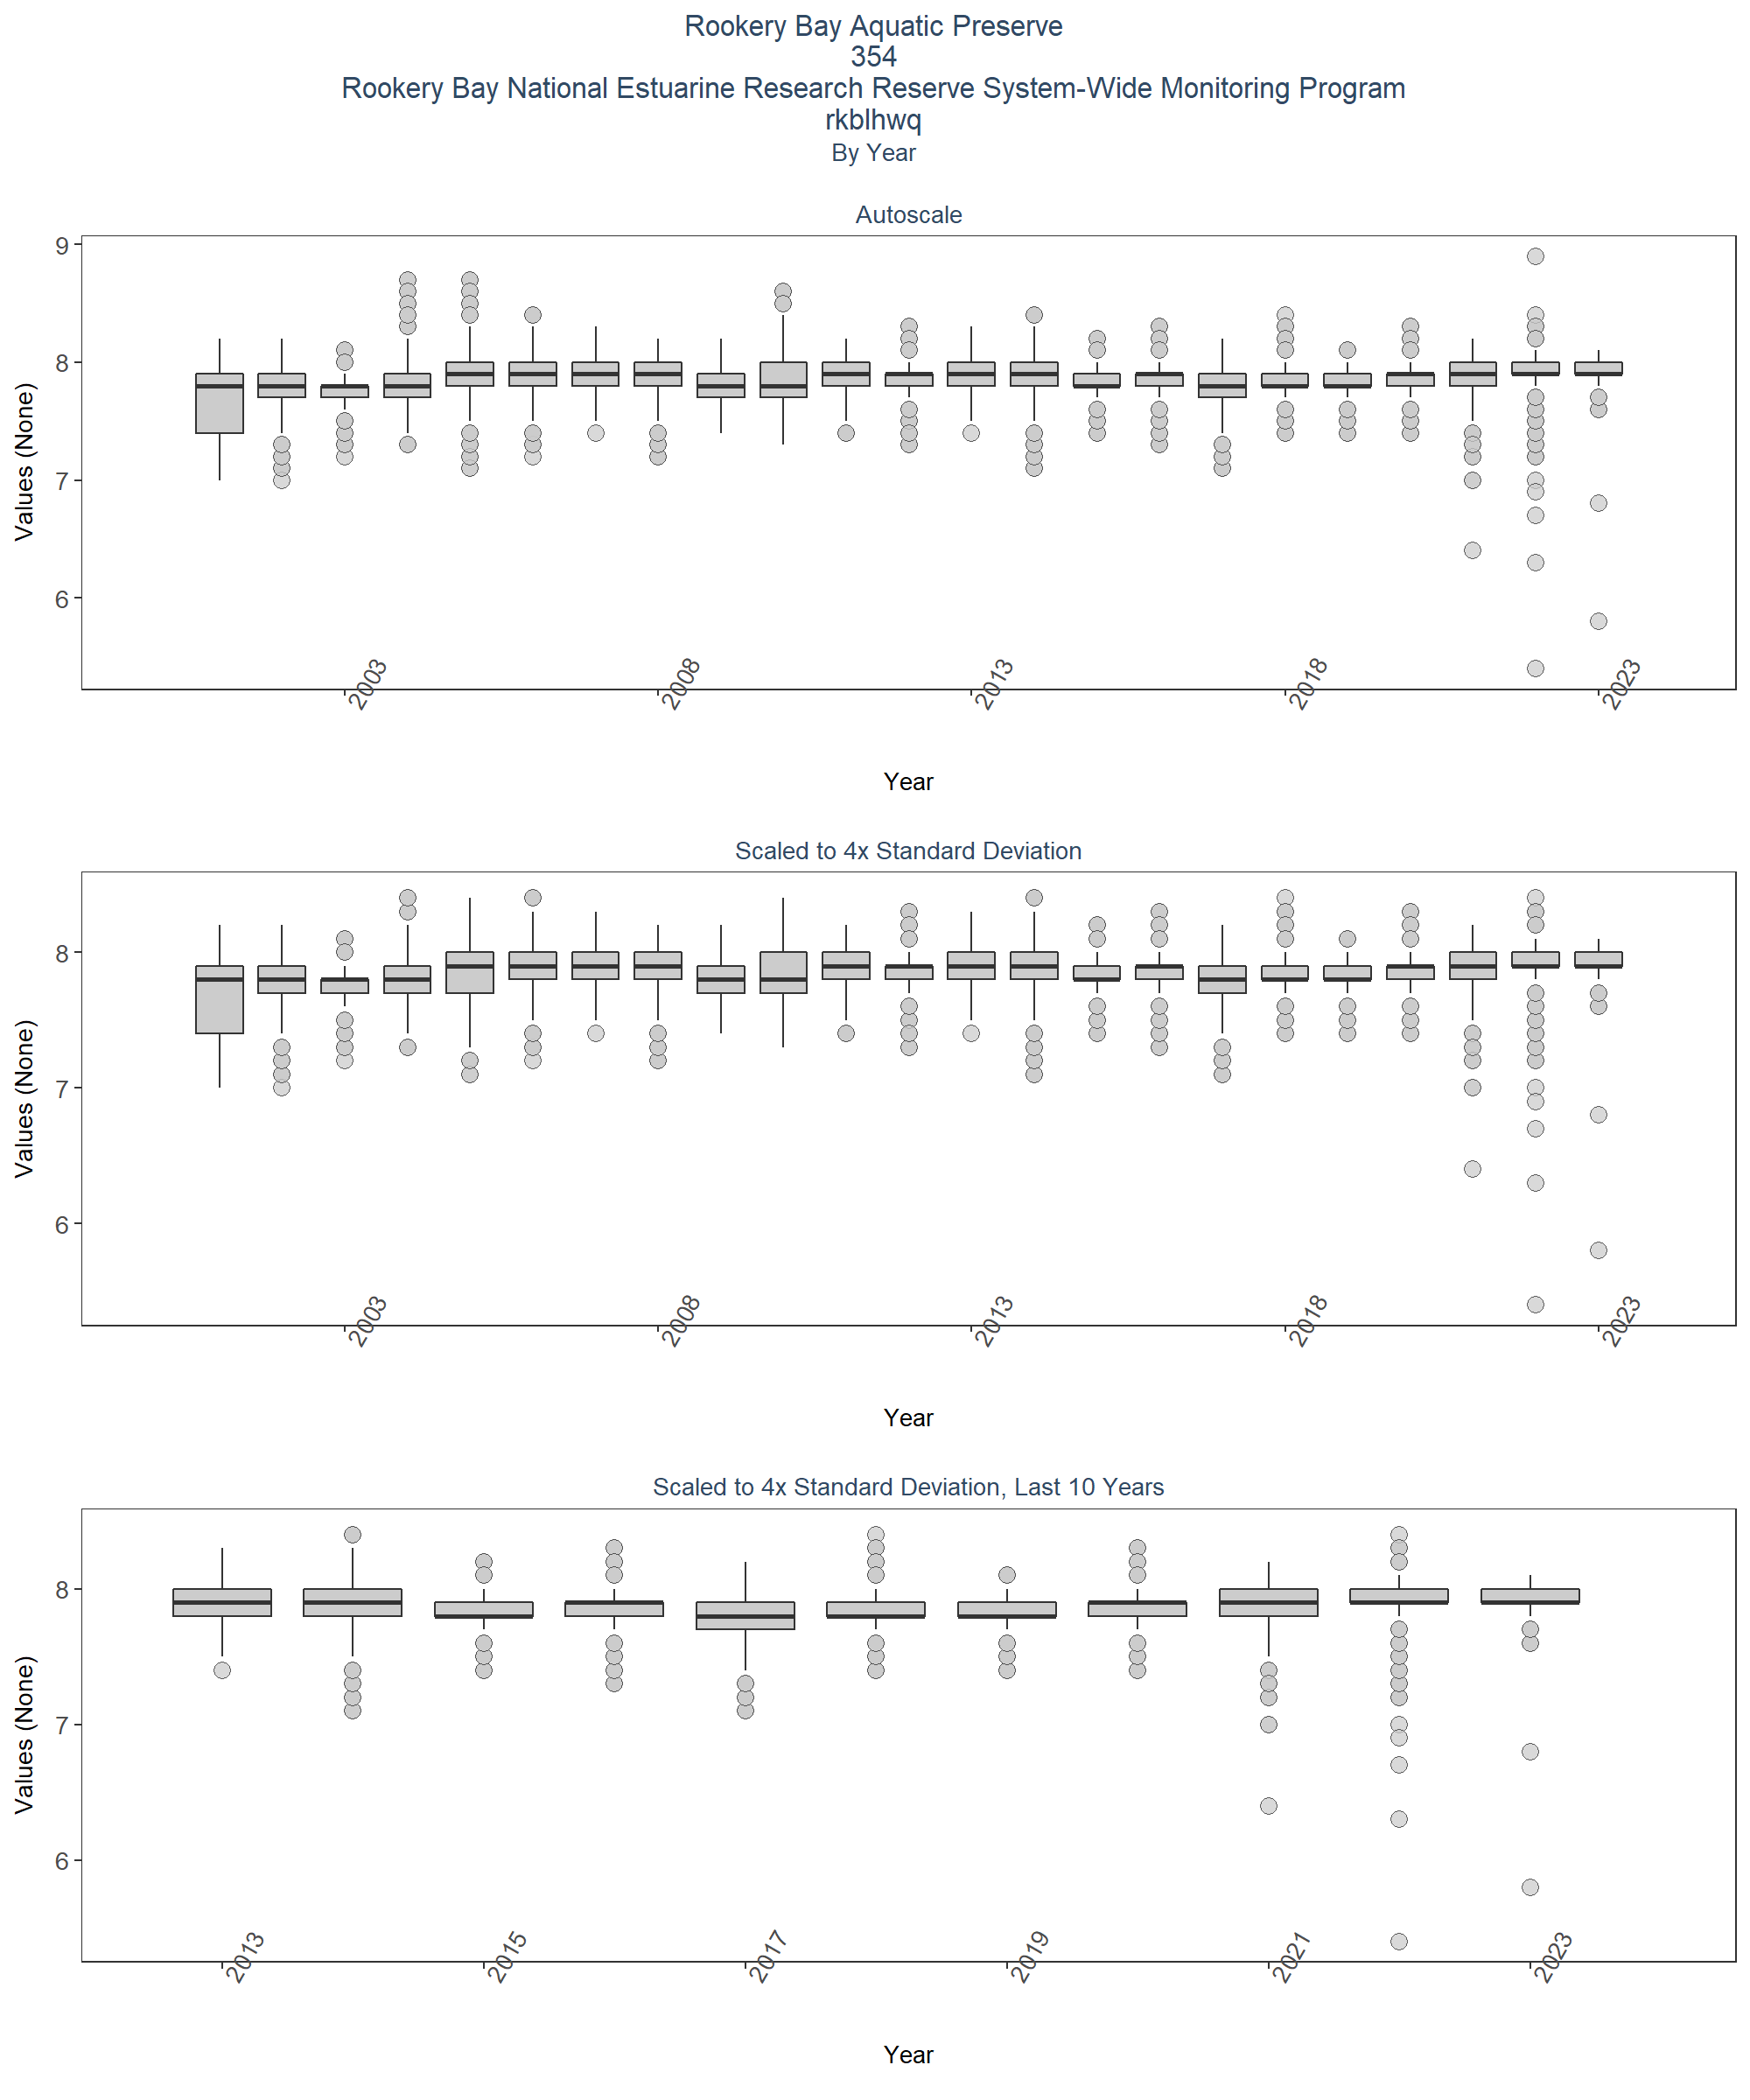 Rookery Bay Aquatic Preserve
354
Rookery Bay National Estuarine Research Reserve System-Wide Monitoring Program
rkblhwq
By Year
Autoscale
Values (None)
9
8
7
6
2003
2008
2013
2018
2023
Year
Scaled to 4x Standard Deviation
Values (None)
8
7
6
2003
2008
2013
2018
2023
Year
Scaled to 4x Standard Deviation, Last 10 Years
Values (None)
8
7
6
2013
2015
2017
2019
2021
2023
Year